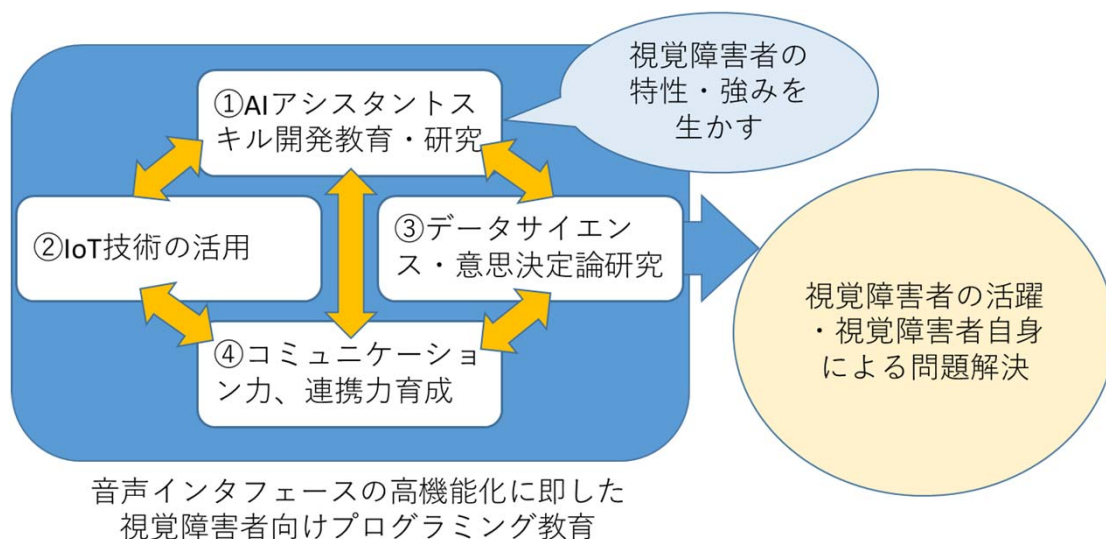 視覚障害者の
特性・強みを
生かす
①AIアシスタントス
キル開発教育・研究
②IoT技術の活用
③データサイエン
ス・意思決定論研究
④コミュニケーショ
ン力、連携力育成
視覚障害者の活躍
・視覚障害者自身
による問題解決
音声インタフェースの高機能化に即した
視覚障害者向けプログラミング教育